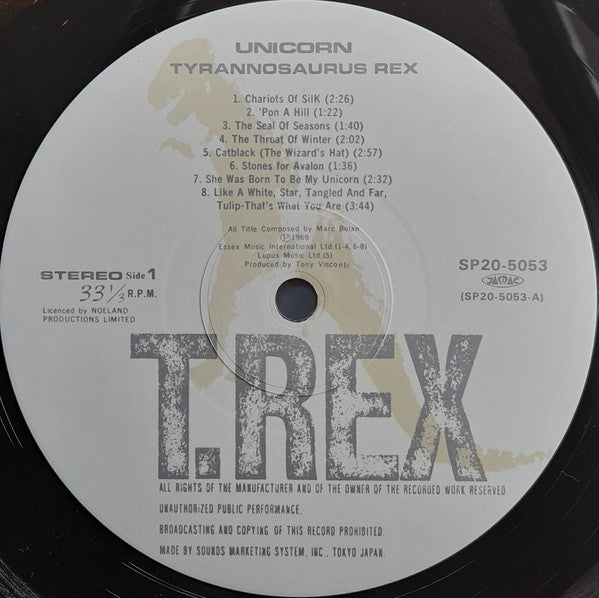 UNICORN
TYRANNOSAURUS REX
1. Chariots Of SilK (2:26)
2. 'Pon A Hill (1:22)
3. The Seal Of Seasons (1:40)
4. The Throat Of Winter (2:02)
5. Catblack (The Wizard's Hat) (2:57)
6. Stones for Avalon (1:36)
7. She Was Born To Be My Unicorn (2:32)
8. Like A White, Star, Tangled And Far,
Tulip-That's What You Are (3:44)
All Title Composed by Marc Bolan
Ⓟ1969
Essex Music International Ltd.(1-4, 6-8)
Lupus Music Ltd.(5)
Produced by Tony Visconti
STEREO Side 1
33 1/3 R.P.M.
Licenced by NOELAND
PRODUCTIONS LIMITED
SP20-5053
JASRAC
(SP20-5053-A)
T.REX
ALL RIGHTS OF THE MANUFACTURER AND OF THE OWNER OF THE RECORDED WORK RESERVED
UNAUTHORIZED PUBLIC PERFORMANCE.
BROADCASTING AND COPYING OF THIS RECORD PROHIBITED.
MADE BY SOUNDS MARKETING SYSTEM, INC., TOKYO JAPAN.